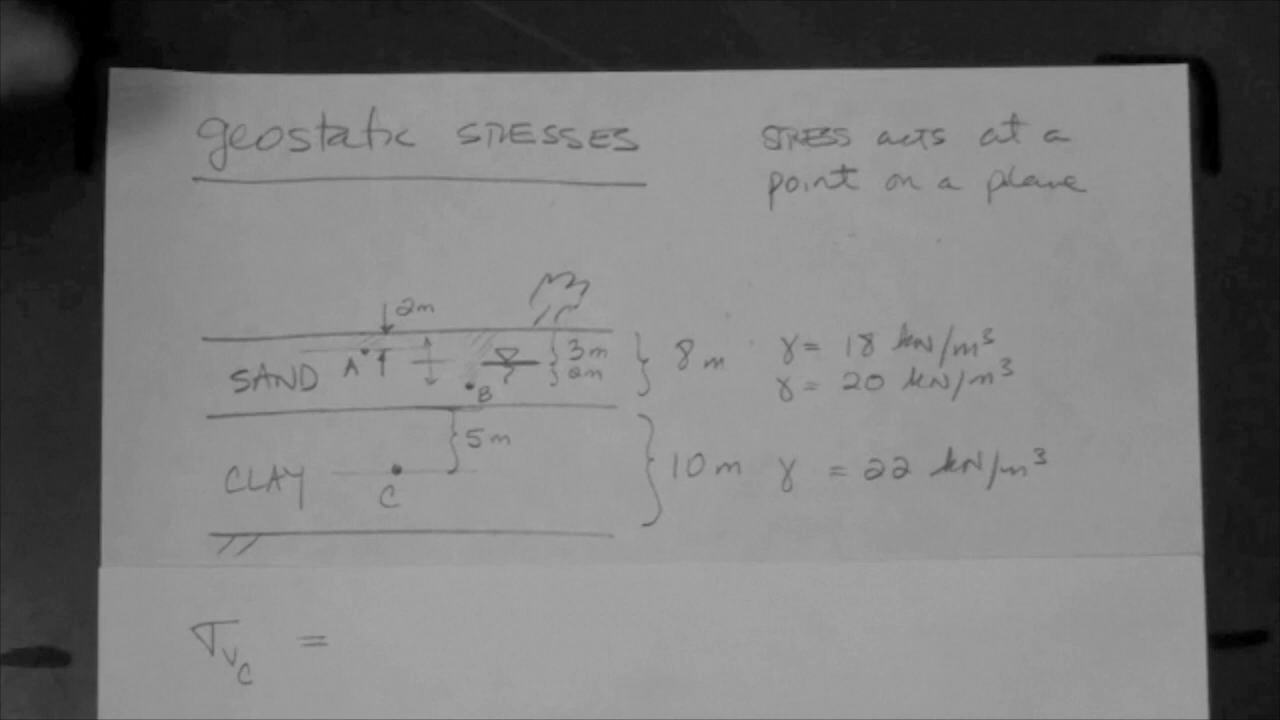 geostatic STRESSES
STRESS acts at a
point on a plane
2m
SAND
A
B
3m
2m
8m
γ = 18 kN/m³
γ = 20 kN/m³
5m
CLAY
C
10m
γ = 22 kN/m³
σ_v_C =